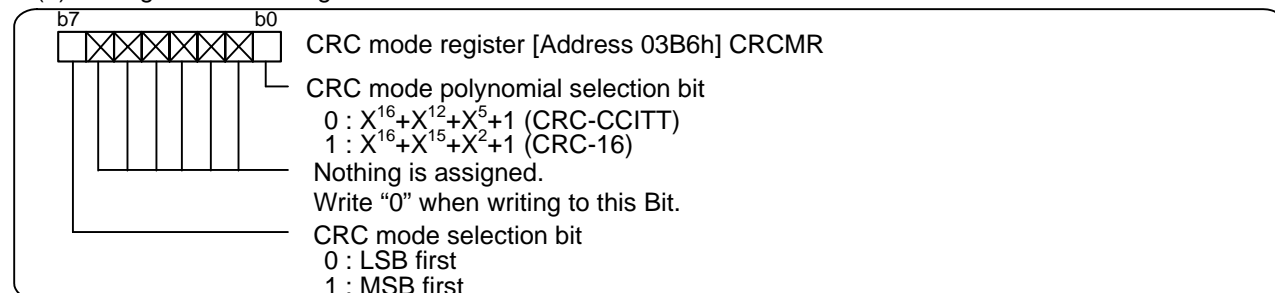 b7 b0
CRC mode register [Address 03B6h] CRCMR
CRC mode polynomial selection bit
0 : X¹⁶+X¹²+X⁵+1 (CRC-CCITT)
1 : X¹⁶+X¹⁵+X²+1 (CRC-16)
Nothing is assigned.
Write “0” when writing to this Bit.
CRC mode selection bit
0 : LSB first
1 : MSB first